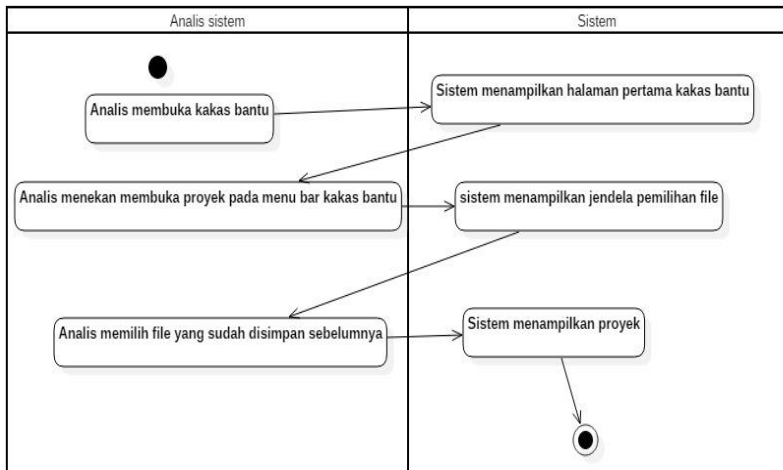 Analis sistem
Sistem
Analis membuka kakas bantu
Sistem menampilkan halaman pertama kakas bantu
Analis menekan membuka proyek pada menu bar kakas bantu
sistem menampilkan jendela pemilihan file
Analis memilih file yang sudah disimpan sebelumnya
Sistem menampilkan proyek